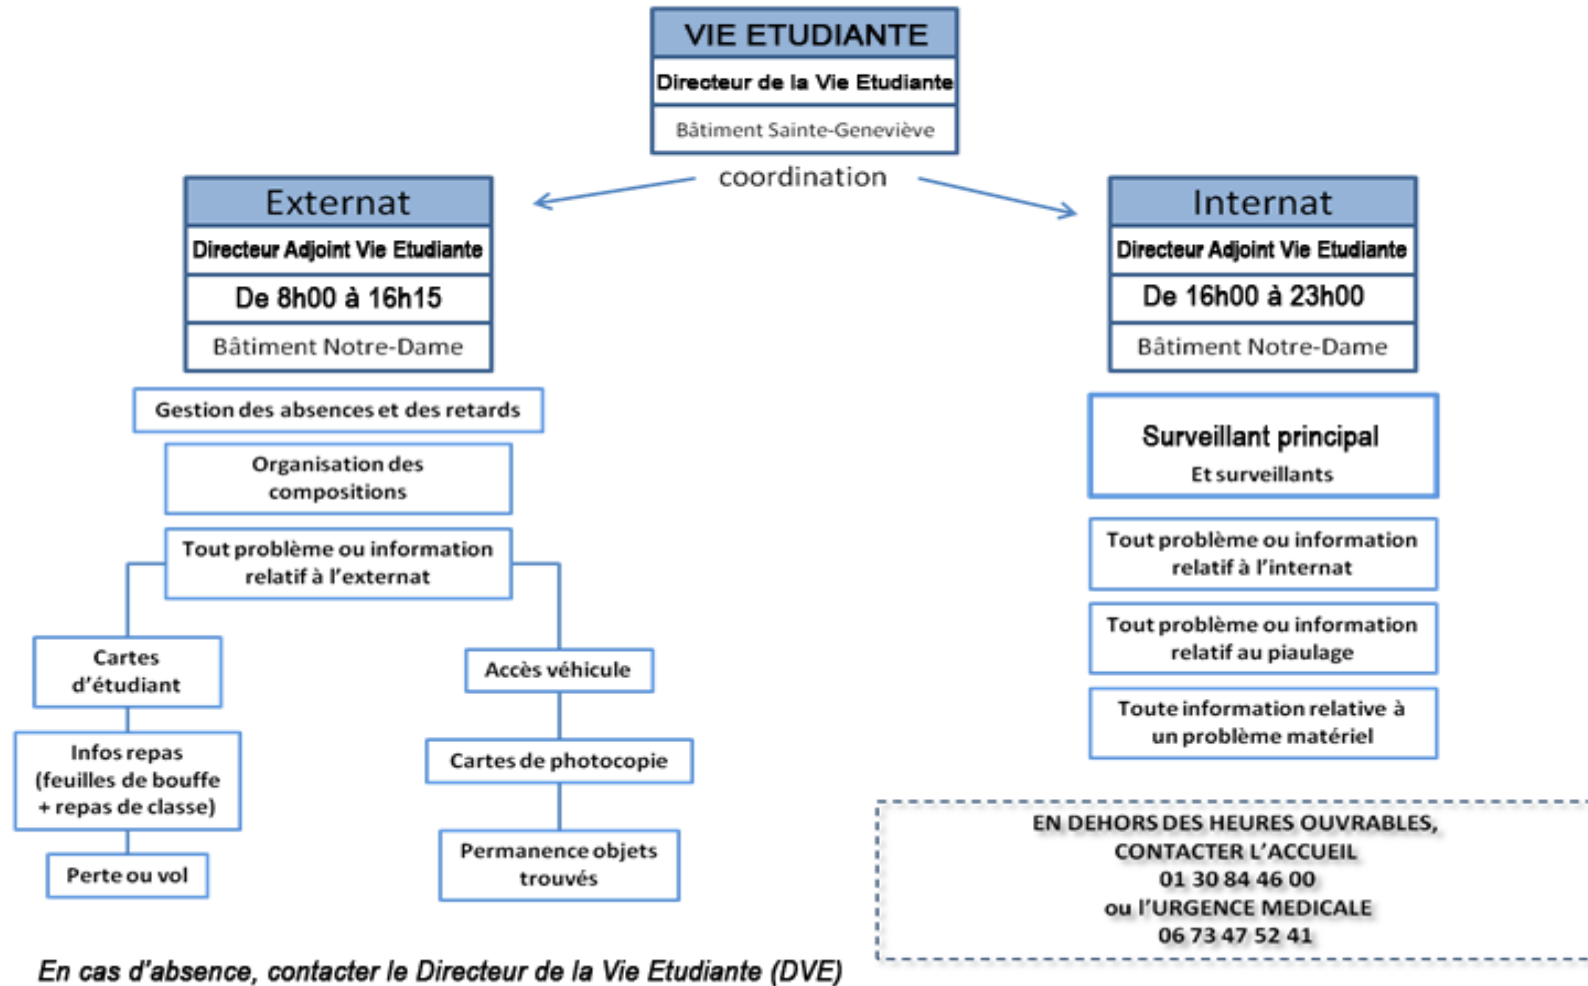 VIE ETUDIANTE
Directeur de la Vie Etudiante
Bâtiment Sainte-Geneviève
coordination
Externat
Directeur Adjoint Vie Etudiante
De 8h00 à 16h15
Bâtiment Notre-Dame
Gestion des absences et des retards
Organisation des
compositions
Tout problème ou information
relatif à l'externat
Cartes
d'étudiant
Infos repas
(feuilles de bouffe
+ repas de classe)
Perte ou vol
Accès véhicule
Cartes de photocopie
Permanence objets
trouvés
Internat
Directeur Adjoint Vie Etudiante
De 16h00 à 23h00
Bâtiment Notre-Dame
Surveillant principal
Et surveillants
Tout problème ou information
relatif à l'internat
Tout problème ou information
relatif au piaulage
Toute information relative à
un problème matériel
EN DEHORS DES HEURES OUVRABLES,
CONTACTER L'ACCUEIL
01 30 84 46 00
ou l'URGENCE MEDICALE
06 73 47 52 41
En cas d'absence, contacter le Directeur de la Vie Etudiante (DVE)